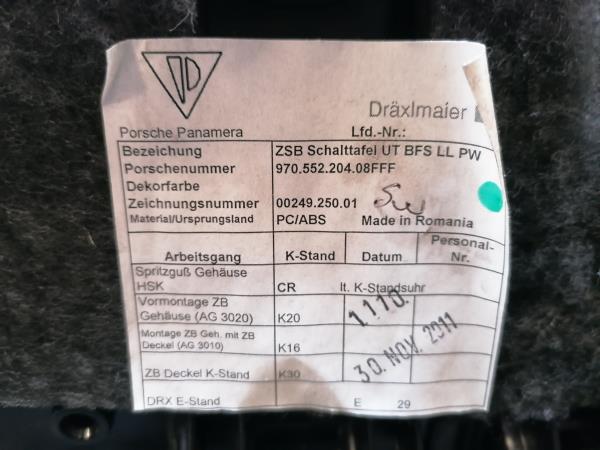 Dräxlmaier
Porsche Panamera Lfd.-Nr.:
Bezeichung ZSB Schalttafel UT BFS LL PW
Porschenummer 970.552.204.08FFF
Dekorfarbe
Zeichnungsnummer 00249.250.01
Material/Ursprungsland PC/ABS Made in Romania
Arbeitsgang K-Stand Datum Personal-Nr.
Spritzguß Gehäuse
HSK CR lt. K-Standsuhr
Vormontage ZB
Gehäuse (AG 3020) K20 1110.
Montage ZB Geh. mit ZB
Deckel (AG 3010) K16
30. NOV. 2011
ZB Deckel K-Stand K30
DRX E-Stand E 29